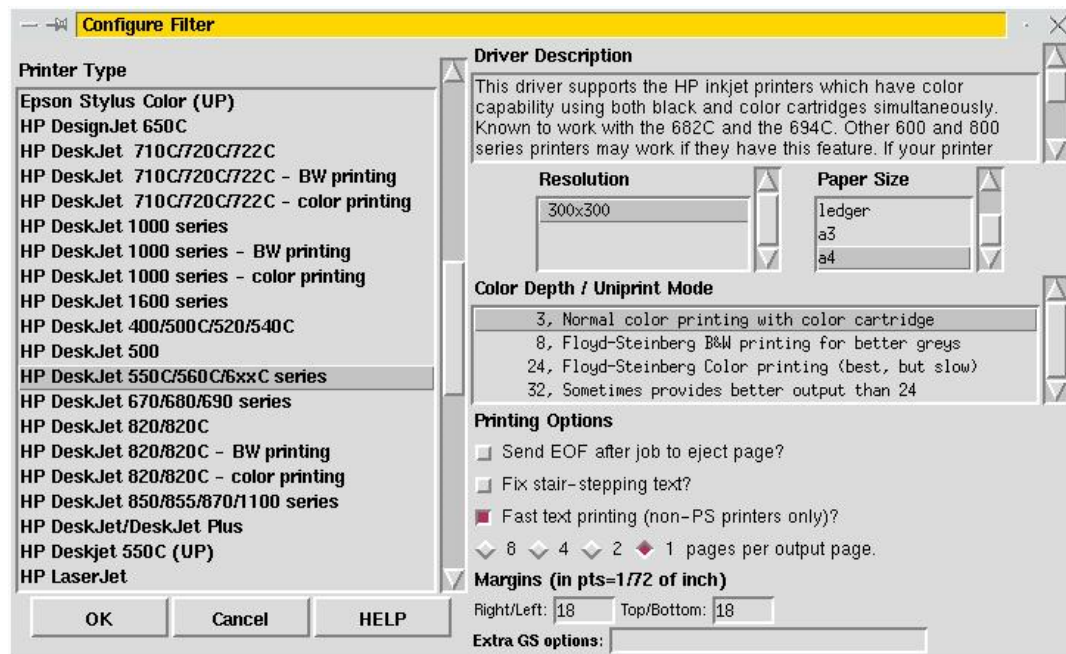 Configure Filter
Printer Type
Epson Stylus Color (UP)
HP DesignJet 650C
HP DeskJet  710C/720C/722C
HP DeskJet  710C/720C/722C - BW printing
HP DeskJet  710C/720C/722C - color printing
HP DeskJet 1000 series
HP DeskJet 1000 series - BW printing
HP DeskJet 1000 series - color printing
HP DeskJet 1600 series
HP DeskJet 400/500C/520/540C
HP DeskJet 500
HP DeskJet 550C/560C/6xxC series
HP DeskJet 670/680/690 series
HP DeskJet 820/820C
HP DeskJet 820/820C - BW printing
HP DeskJet 820/820C - color printing
HP DeskJet 850/855/870/1100 series
HP DeskJet/DeskJet Plus
HP Deskjet 550C (UP)
HP LaserJet
OK
Cancel
HELP
Driver Description
This driver supports the HP inkjet printers which have color
capability using both black and color cartridges simultaneously.
Known to work with the 682C and the 694C. Other 600 and 800
series printers may work if they have this feature. If your printer
Resolution
300x300
Paper Size
ledger
a3
a4
Color Depth / Uniprint Mode
3, Normal color printing with color cartridge
8, Floyd-Steinberg B&W printing for better greys
24, Floyd-Steinberg Color printing (best, but slow)
32, Sometimes provides better output than 24
Printing Options
Send EOF after job to eject page?
Fix stair-stepping text?
Fast text printing (non-PS printers only)?
8 4 2 1 pages per output page.
Margins (in pts=1/72 of inch)
Right/Left: 18 Top/Bottom: 18
Extra GS options: